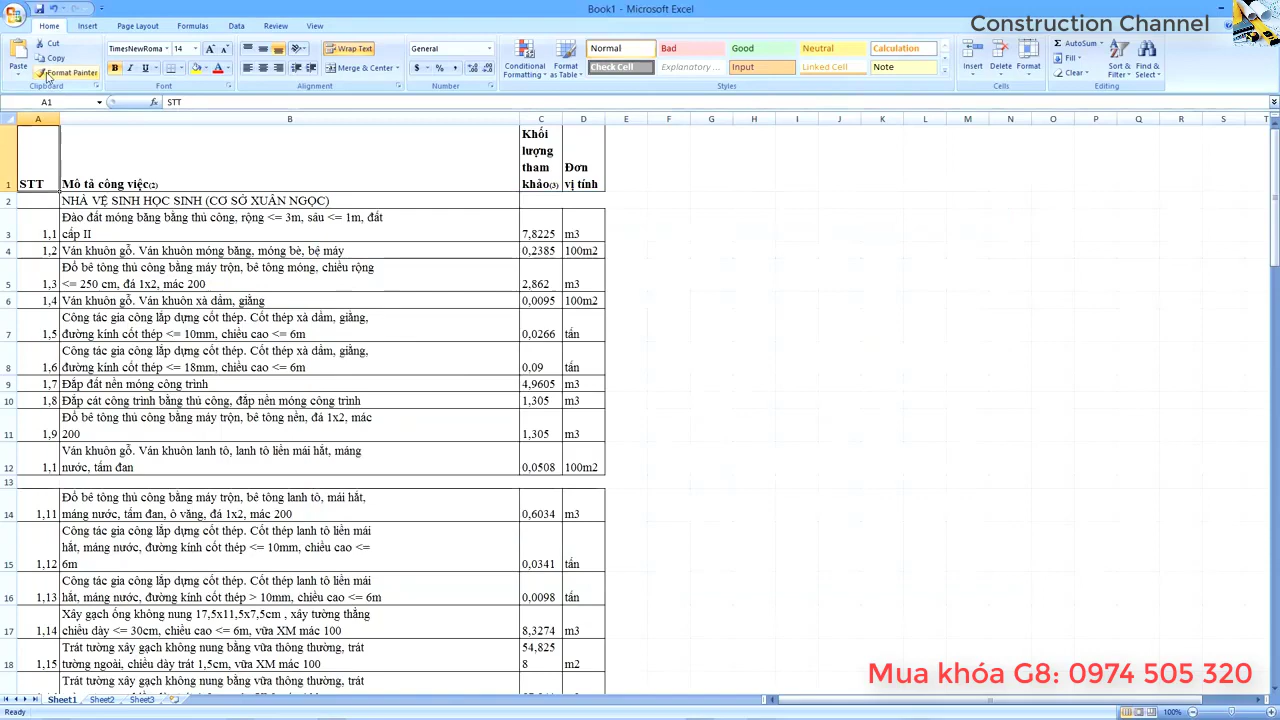 Book1 - Microsoft Excel
Construction Channel
Home Insert Page Layout Formulas Data Review View
Paste
Cut
Copy
Format Painter
Clipboard
TimesNewRoma 14
B I U
Font
Wrap Text
Merge & Center
Alignment
General
$ % ,
Number
Conditional Formatting
Format as Table
Normal Bad Good Neutral Calculation
Check Cell Explanatory ... Input Linked Cell Note
Styles
Insert Delete Format
Cells
Σ AutoSum
Fill
Clear
Sort & Filter
Find & Select
Editing
A1 fx STT
A B C D E F G H I J K L M N O P Q R S T
1 STT Mô tả công việc(2) Khối lượng tham khảo(3) Đơn vị tính
2 NHÀ VỆ SINH HỌC SINH (CƠ SỞ XUÂN NGỌC)
3 1,1 Đào đất móng băng bằng thủ công, rộng <= 3m, sâu <= 1m, đất cấp II 7,8225 m3
4 1,2 Ván khuôn gỗ. Ván khuôn móng băng, móng bè, bệ máy 0,2385 100m2
5 1,3 Đổ bê tông thủ công bằng máy trộn, bê tông móng, chiều rộng <= 250 cm, đá 1x2, mác 200 2,862 m3
6 1,4 Ván khuôn gỗ. Ván khuôn xà dầm, giằng 0,0095 100m2
7 1,5 Công tác gia công lắp dựng cốt thép. Cốt thép xà dầm, giằng, đường kính cốt thép <= 10mm, chiều cao <= 6m 0,0266 tấn
8 1,6 Công tác gia công lắp dựng cốt thép. Cốt thép xà dầm, giằng, đường kính cốt thép <= 18mm, chiều cao <= 6m 0,09 tấn
9 1,7 Đắp đất nền móng công trình 4,9605 m3
10 1,8 Đắp cát công trình bằng thủ công, đắp nền móng công trình 1,305 m3
11 1,9 Đổ bê tông thủ công bằng máy trộn, bê tông nền, đá 1x2, mác 200 1,305 m3
12 1,1 Ván khuôn gỗ. Ván khuôn lanh tô, lanh tô liền mái hắt, máng nước, tấm đan 0,0508 100m2
13
14 1,11 Đổ bê tông thủ công bằng máy trộn, bê tông lanh tô, mái hắt, máng nước, tấm đan, ô văng, đá 1x2, mác 200 0,6034 m3
15 1,12 Công tác gia công lắp dựng cốt thép. Cốt thép lanh tô liền mái hắt, máng nước, đường kính cốt thép <= 10mm, chiều cao <= 6m 0,0341 tấn
16 1,13 Công tác gia công lắp dựng cốt thép. Cốt thép lanh tô liền mái hắt, máng nước, đường kính cốt thép > 10mm, chiều cao <= 6m 0,0098 tấn
17 1,14 Xây gạch ống không nung 17,5x11,5x7,5cm , xây tường thẳng chiều dày <= 30cm, chiều cao <= 6m, vữa XM mác 100 8,3274 m3
18 1,15 Trát tường xây gạch không nung bằng vữa thông thường, trát tường ngoài, chiều dày trát 1,5cm, vữa XM mác 100 54,8258 m2
Trát tường xây gạch không nung bằng vữa thông thường, trát
Mua khóa G8: 0974 505 320
Sheet1 Sheet2 Sheet3
Ready 100%